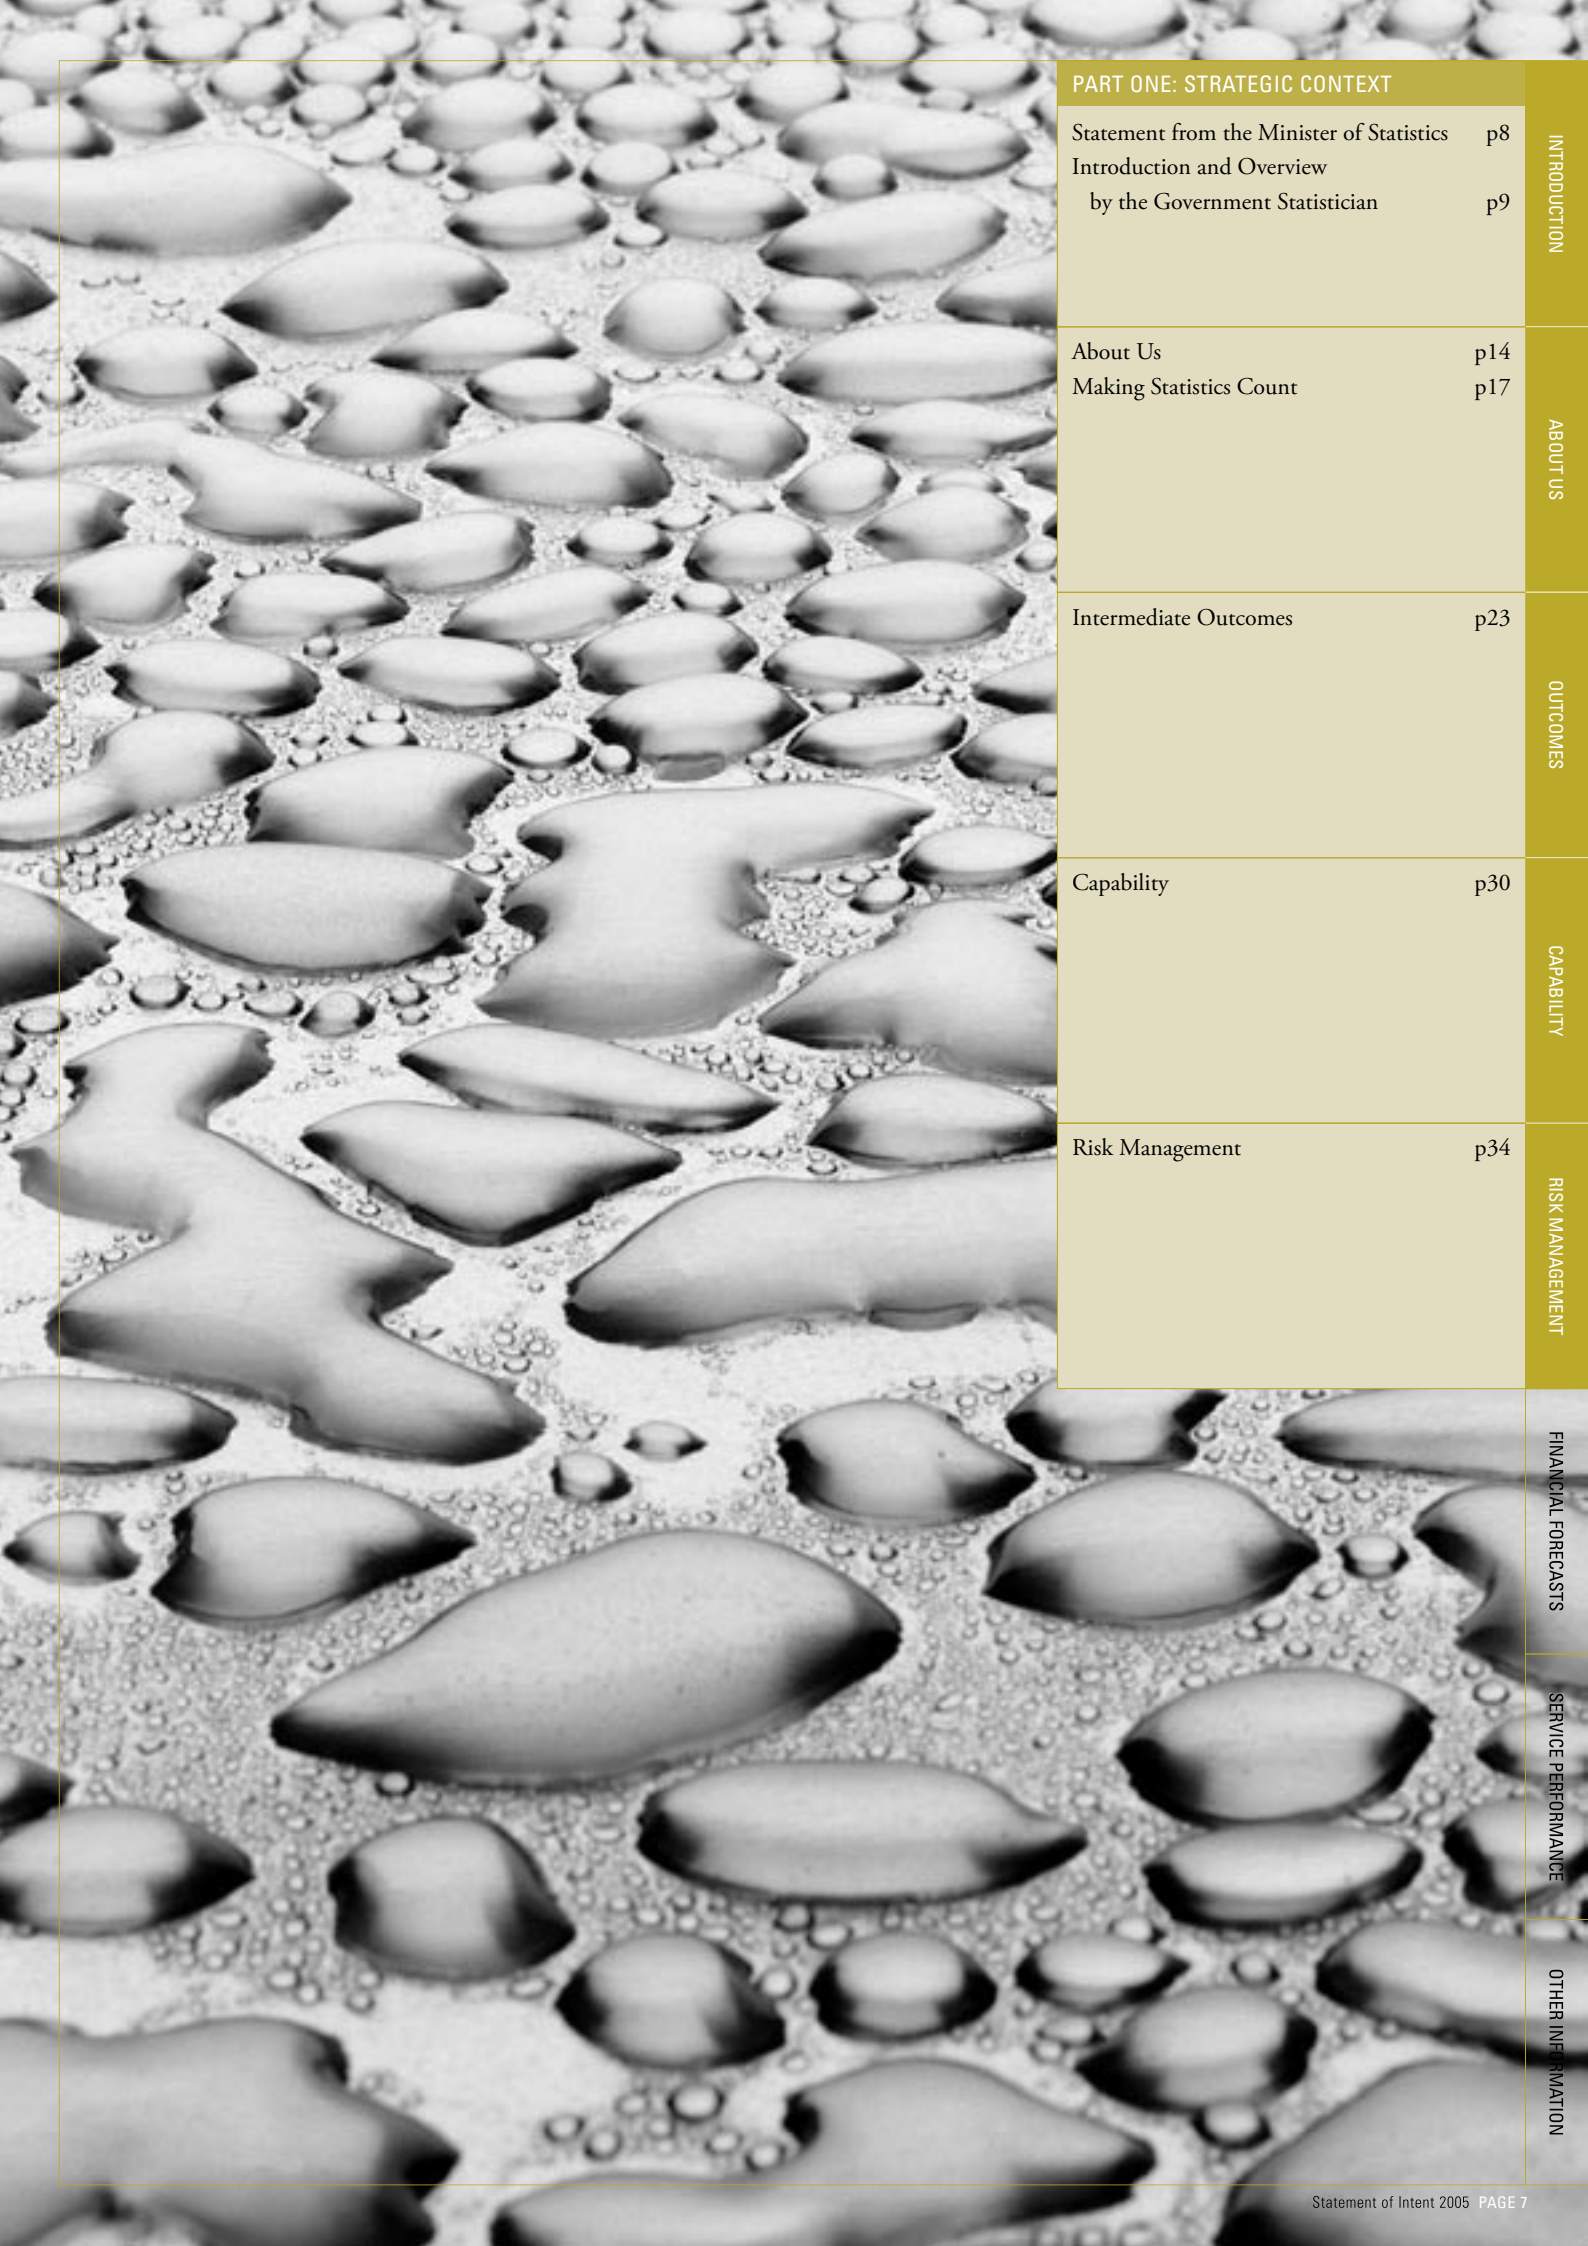 PART ONE: STRATEGIC CONTEXT
Statement from the Minister of Statistics p8
Introduction and Overview
by the Government Statistician p9
INTRODUCTION
About Us p14
Making Statistics Count p17
ABOUT US
Intermediate Outcomes p23
OUTCOMES
Capability p30
CAPABILITY
Risk Management p34
RISK MANAGEMENT
FINANCIAL FORECASTS
SERVICE PERFORMANCE
OTHER INFORMATION
Statement of Intent 2005 PAGE 7